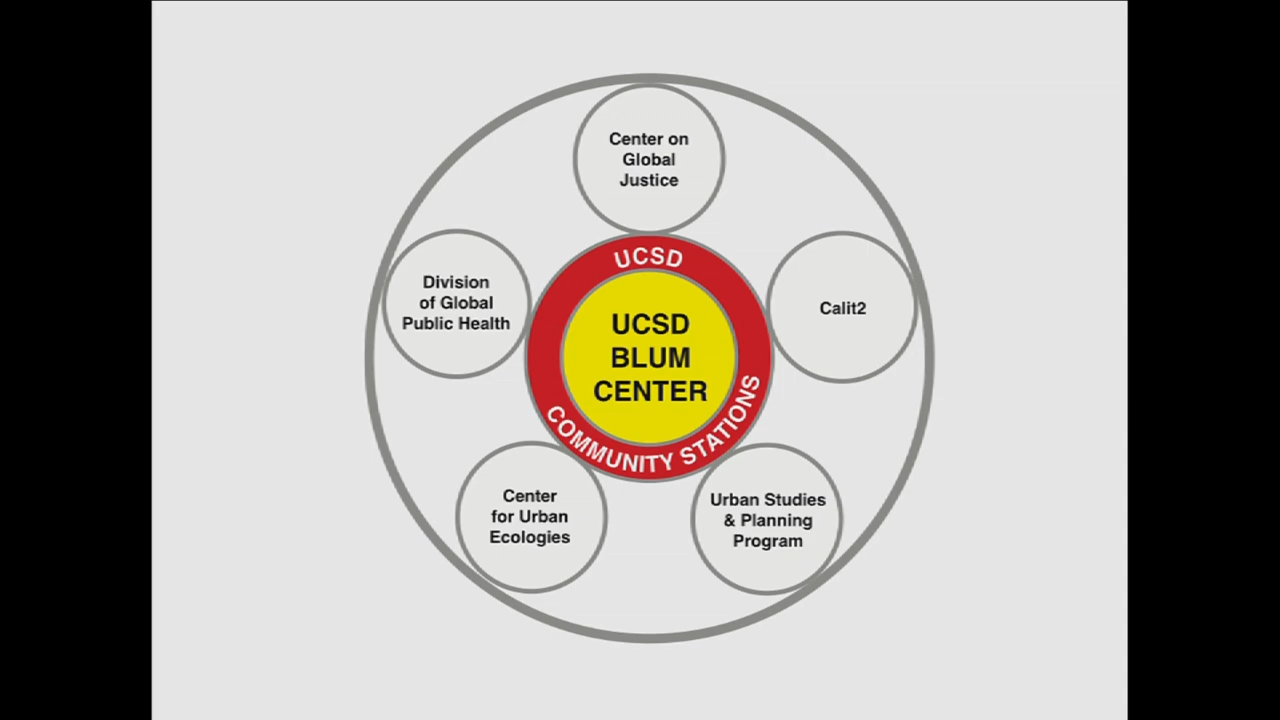 Center on
Global
Justice
Division
of Global
Public Health
UCSD
UCSD
BLUM
CENTER
COMMUNITY STATIONS
Calit2
Center
for Urban
Ecologies
Urban Studies
& Planning
Program